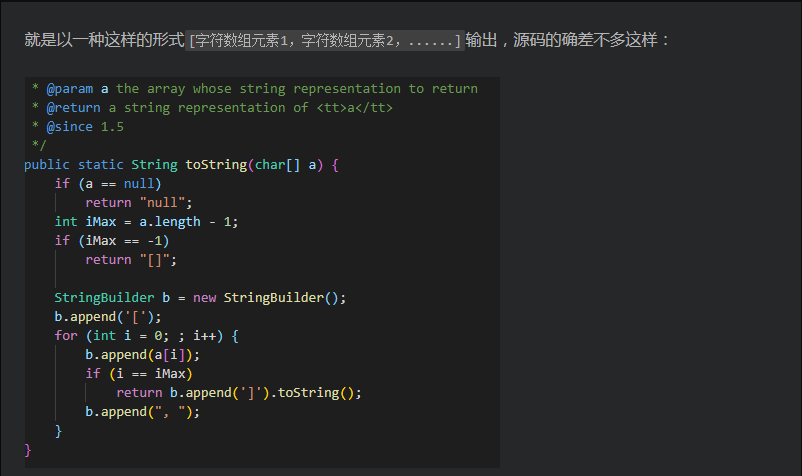 就是以一种这样的形式[字符数组元素1，字符数组元素2，......]输出，源码的确差不多这样：
* @param a the array whose string representation to return
* @return a string representation of <tt>a</tt>
* @since 1.5
*/
public static String toString(char[] a) {
    if (a == null)
        return "null";
    int iMax = a.length - 1;
    if (iMax == -1)
        return "[]";
    StringBuilder b = new StringBuilder();
    b.append('[');
    for (int i = 0; ; i++) {
        b.append(a[i]);
        if (i == iMax)
            return b.append(']').toString();
        b.append(", ");
    }
}